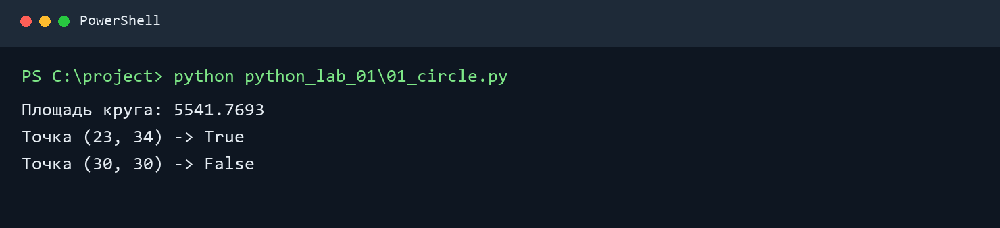 PowerShell
PS C:\project> python python_lab_01\01_circle.py
Площадь круга: 5541.7693
Точка (23, 34) -> True
Точка (30, 30) -> False